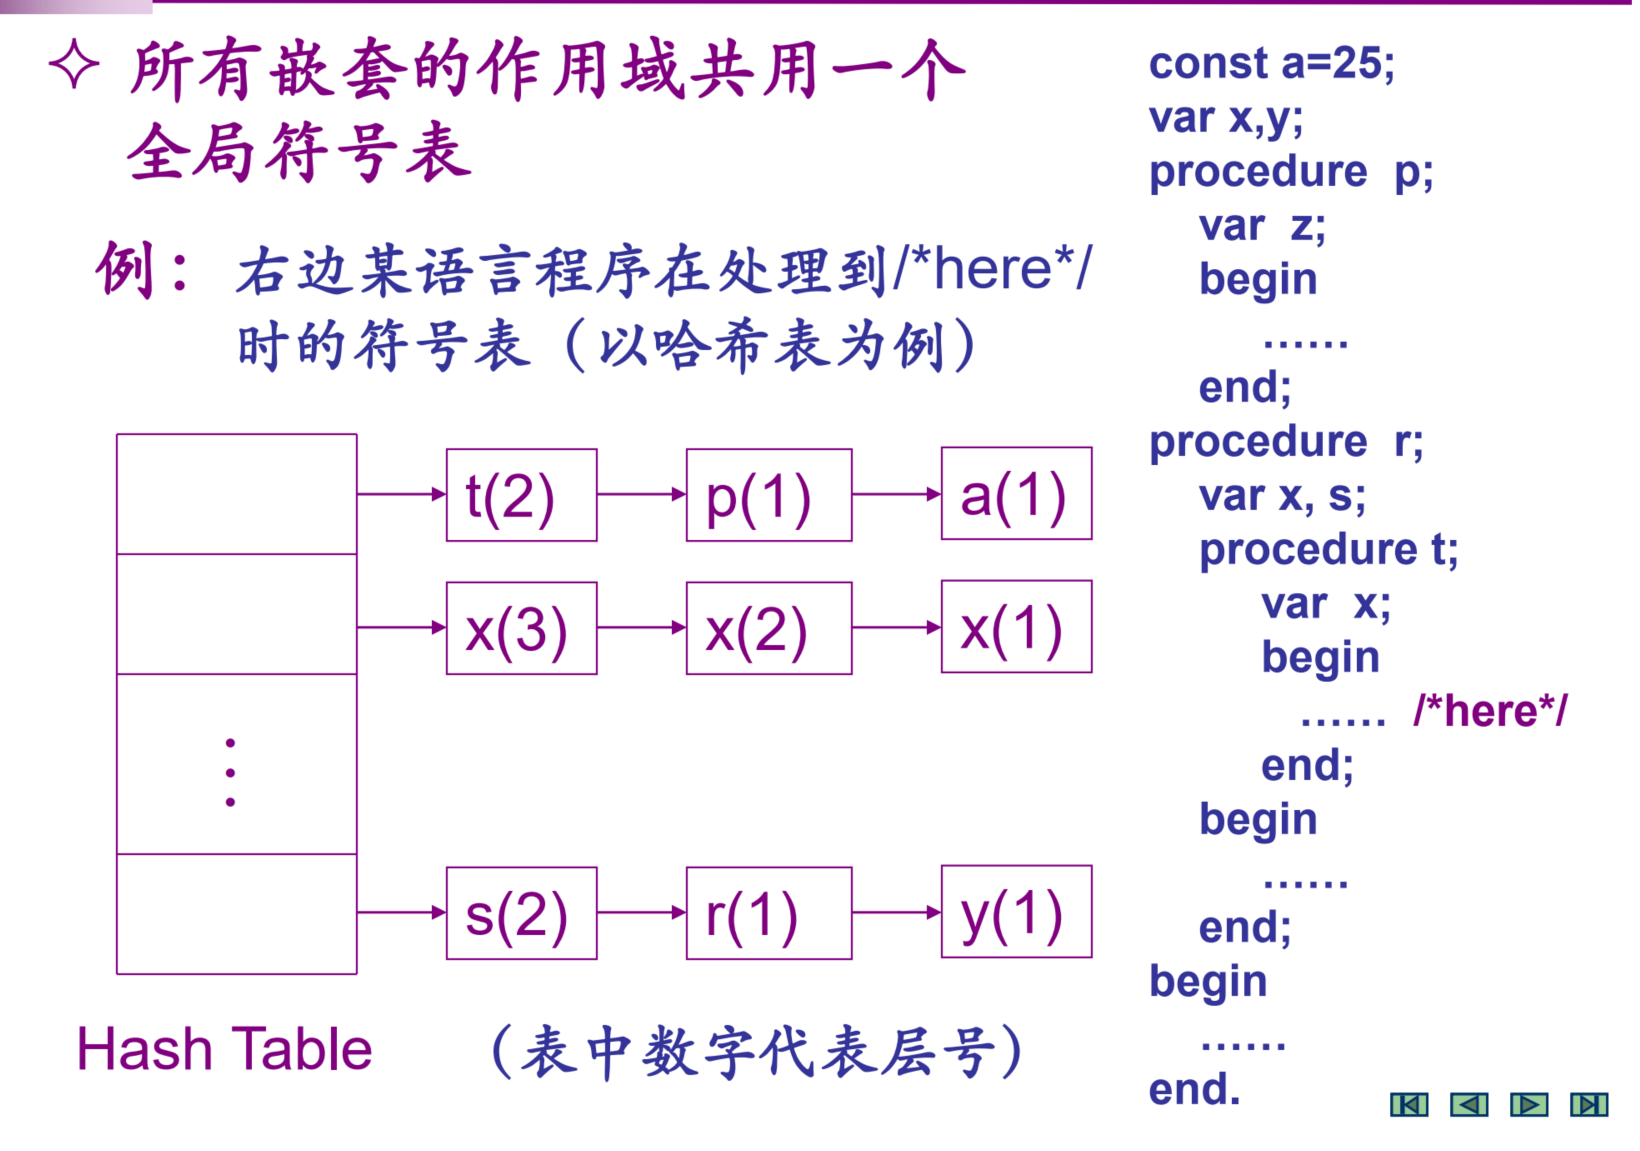 ✧ 所有嵌套的作用域共用一个
全局符号表
例： 右边某语言程序在处理到/*here*/
时的符号表（以哈希表为例）
t(2) p(1) a(1)
x(3) x(2) x(1)
s(2) r(1) y(1)
Hash Table （表中数字代表层号）
const a=25;
var x,y;
procedure p;
var z;
begin
……
end;
procedure r;
var x, s;
procedure t;
var x;
begin
…… /*here*/
end;
begin
……
end;
begin
……
end.